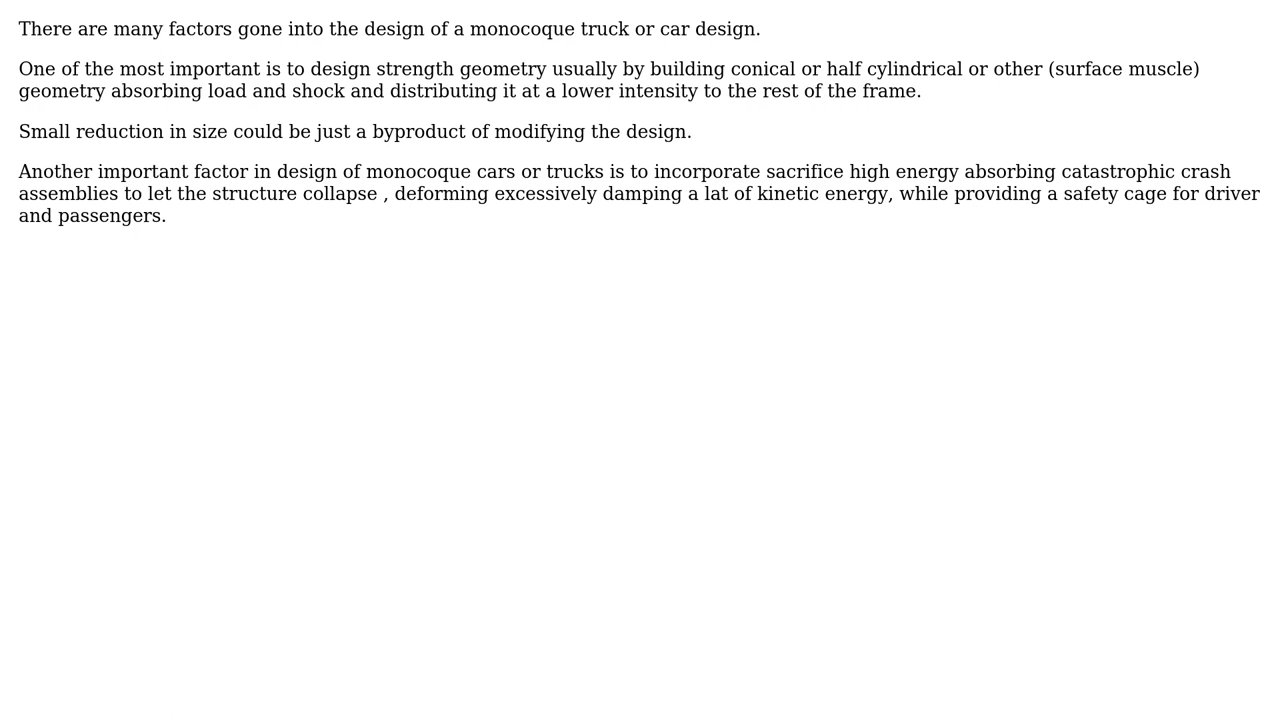 There are many factors gone into the design of a monocoque truck or car design.
One of the most important is to design strength geometry usually by building conical or half cylindrical or other (surface muscle)
geometry absorbing load and shock and distributing it at a lower intensity to the rest of the frame.
Small reduction in size could be just a byproduct of modifying the design.
Another important factor in design of monocoque cars or trucks is to incorporate sacrifice high energy absorbing catastrophic crash
assemblies to let the structure collapse , deforming excessively damping a lat of kinetic energy, while providing a safety cage for driver
and passengers.